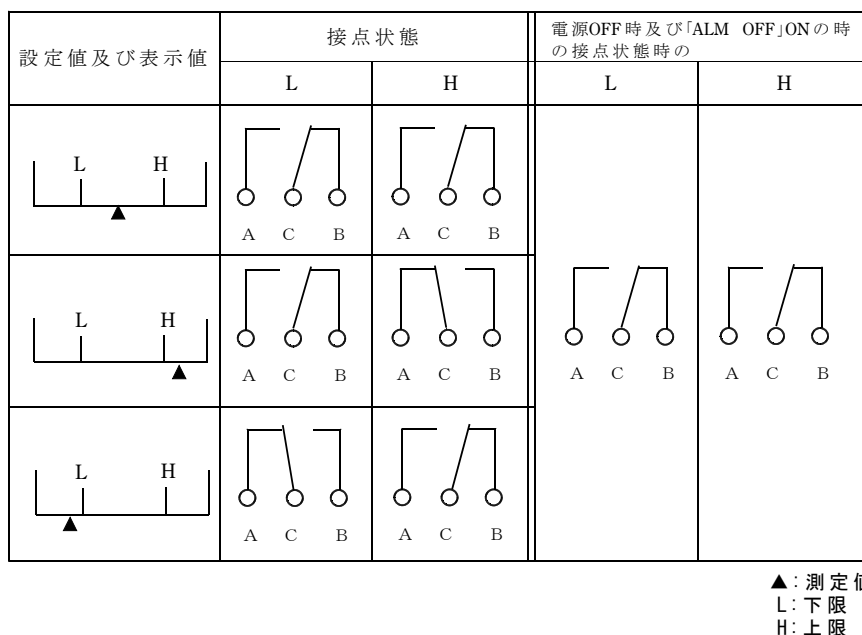 設定値及び表示値
接点状態
電源OFF時及び「ALM OFF」ONの時
の接点状態時の
L H L H
L H
A C B A C B
L H
A C B A C B A C B A C B
L H
A C B A C B
▲:測定値
L:下限
H:上限